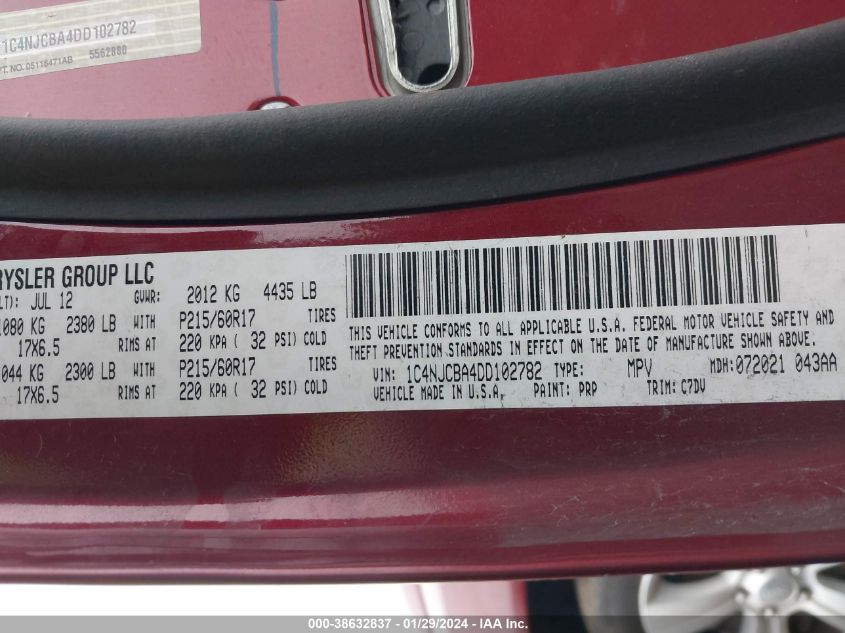 1C4NJCBA4DD102782
PT. NO. 05116471AB 5562880
RYSLER GROUP LLC
LT): JUL 12 GVWR: 2012 KG 4435 LB
1080 KG 2380 LB WITH P215/60R17 TIRES
17X6.5 RIMS AT 220 KPA ( 32 PSI) COLD
044 KG 2300 LB WITH P215/60R17 TIRES
17X6.5 RIMS AT 220 KPA ( 32 PSI) COLD
THIS VEHICLE CONFORMS TO ALL APPLICABLE U.S.A. FEDERAL MOTOR VEHICLE SAFETY AND
THEFT PREVENTION STANDARDS IN EFFECT ON THE DATE OF MANUFACTURE SHOWN ABOVE.
VIN: 1C4NJCBA4DD102782 TYPE: MPV MDH:072021 043AA
VEHICLE MADE IN U.S.A. PAINT: PRP TRIM: C7DV
000-38632837 - 01/29/2024 - IAA Inc.